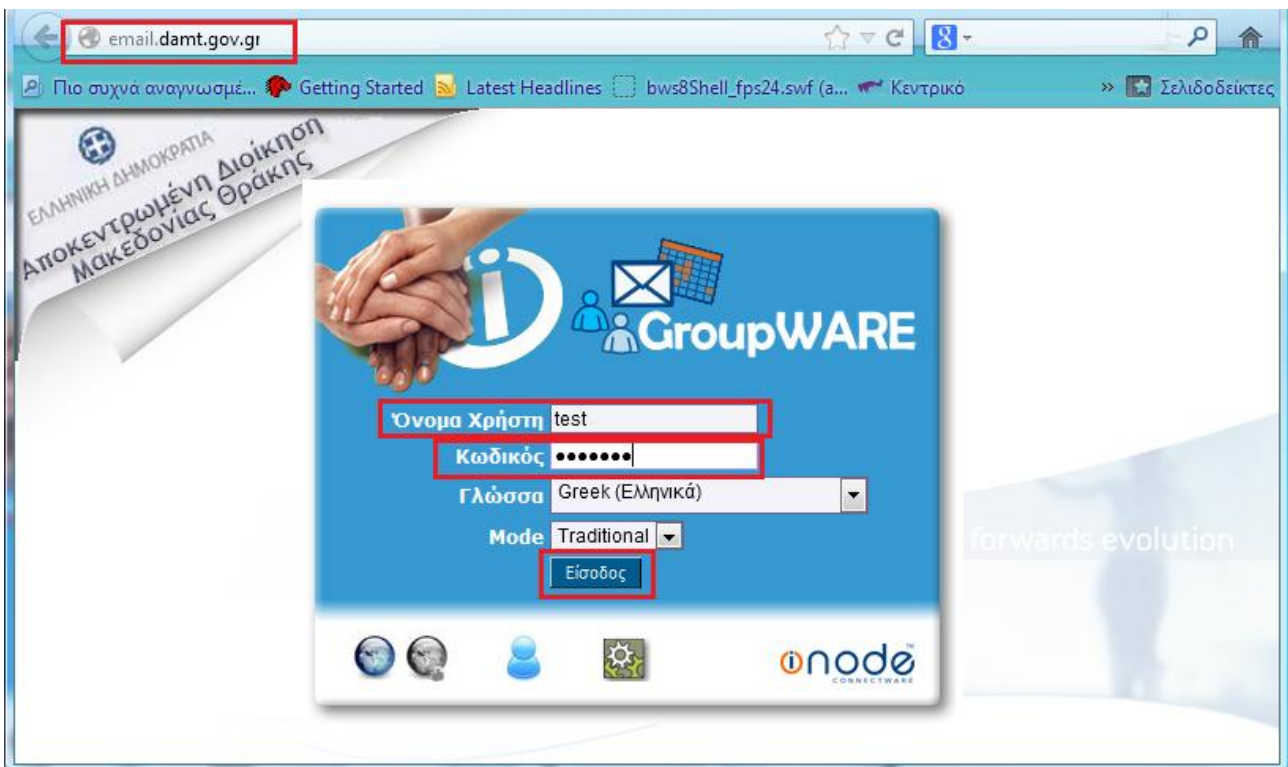 email.damt.gov.gr
Πιο συχνά αναγνωσμέ... Getting Started Latest Headlines bws8Shell_fps24.swf (a... Κεντρικό » Σελιδοδείκτες
ΕΛΛΗΝΙΚΗ ΔΗΜΟΚΡΑΤΙΑ
Αποκεντρωμένη Διοίκηση
Μακεδονίας Θράκης
GroupWARE
Όνομα Χρήστη test
Κωδικός •••••••
Γλώσσα Greek (Ελληνικά)
Mode Traditional
forwards evolution
Είσοδος
inode™
CONNECTWARE